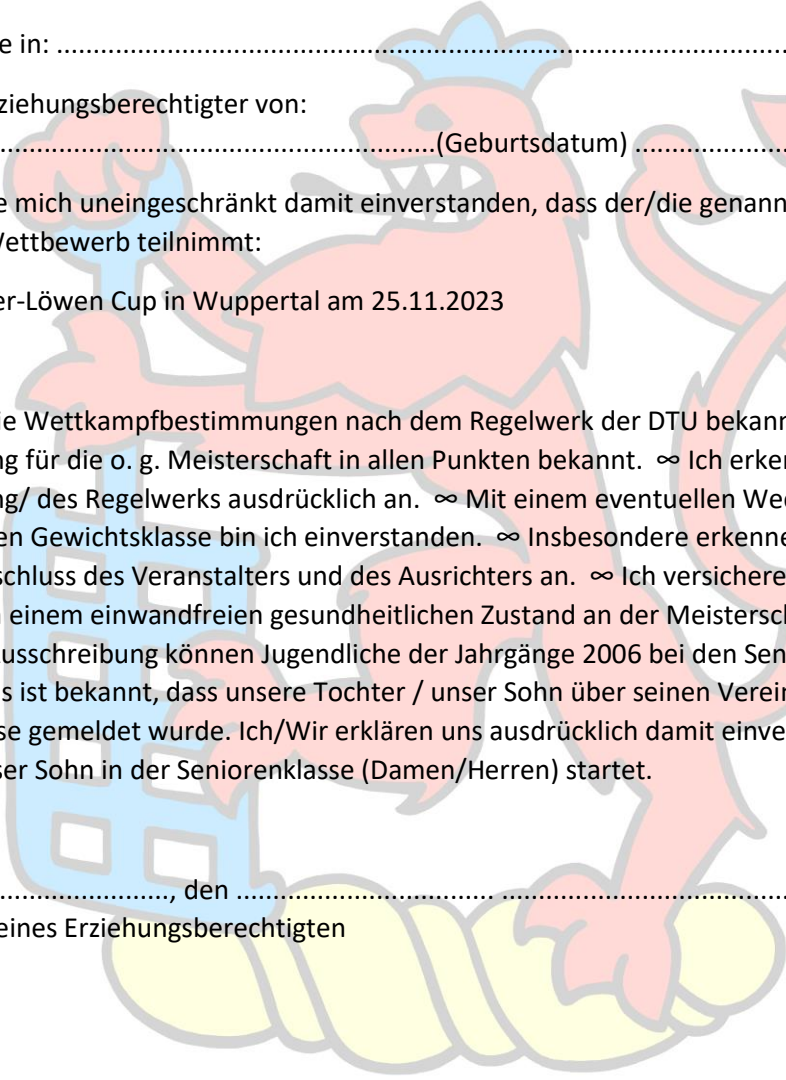 e in: ....................................................................................................
ziehungsberechtigter von:
............................................................(Geburtsdatum) .....................
e mich uneingeschränkt damit einverstanden, dass der/die genann
Wettbewerb teilnimmt:
er-Löwen Cup in Wuppertal am 25.11.2023
ie Wettkampfbestimmungen nach dem Regelwerk der DTU bekann
ng für die o. g. Meisterschaft in allen Punkten bekannt. ∞ Ich erken
ng/ des Regelwerks ausdrücklich an. ∞ Mit einem eventuellen Wec
en Gewichtsklasse bin ich einverstanden. ∞ Insbesondere erkenne
schluss des Veranstalters und des Ausrichters an. ∞ Ich versichere
n einem einwandfreien gesundheitlichen Zustand an der Meistersch
Ausschreibung können Jugendliche der Jahrgänge 2006 bei den Sen
s ist bekannt, dass unsere Tochter / unser Sohn über seinen Verein
se gemeldet wurde. Ich/Wir erklären uns ausdrücklich damit einve
ser Sohn in der Seniorenklasse (Damen/Herren) startet.
......................., den ................................... .......................................
eines Erziehungsberechtigten